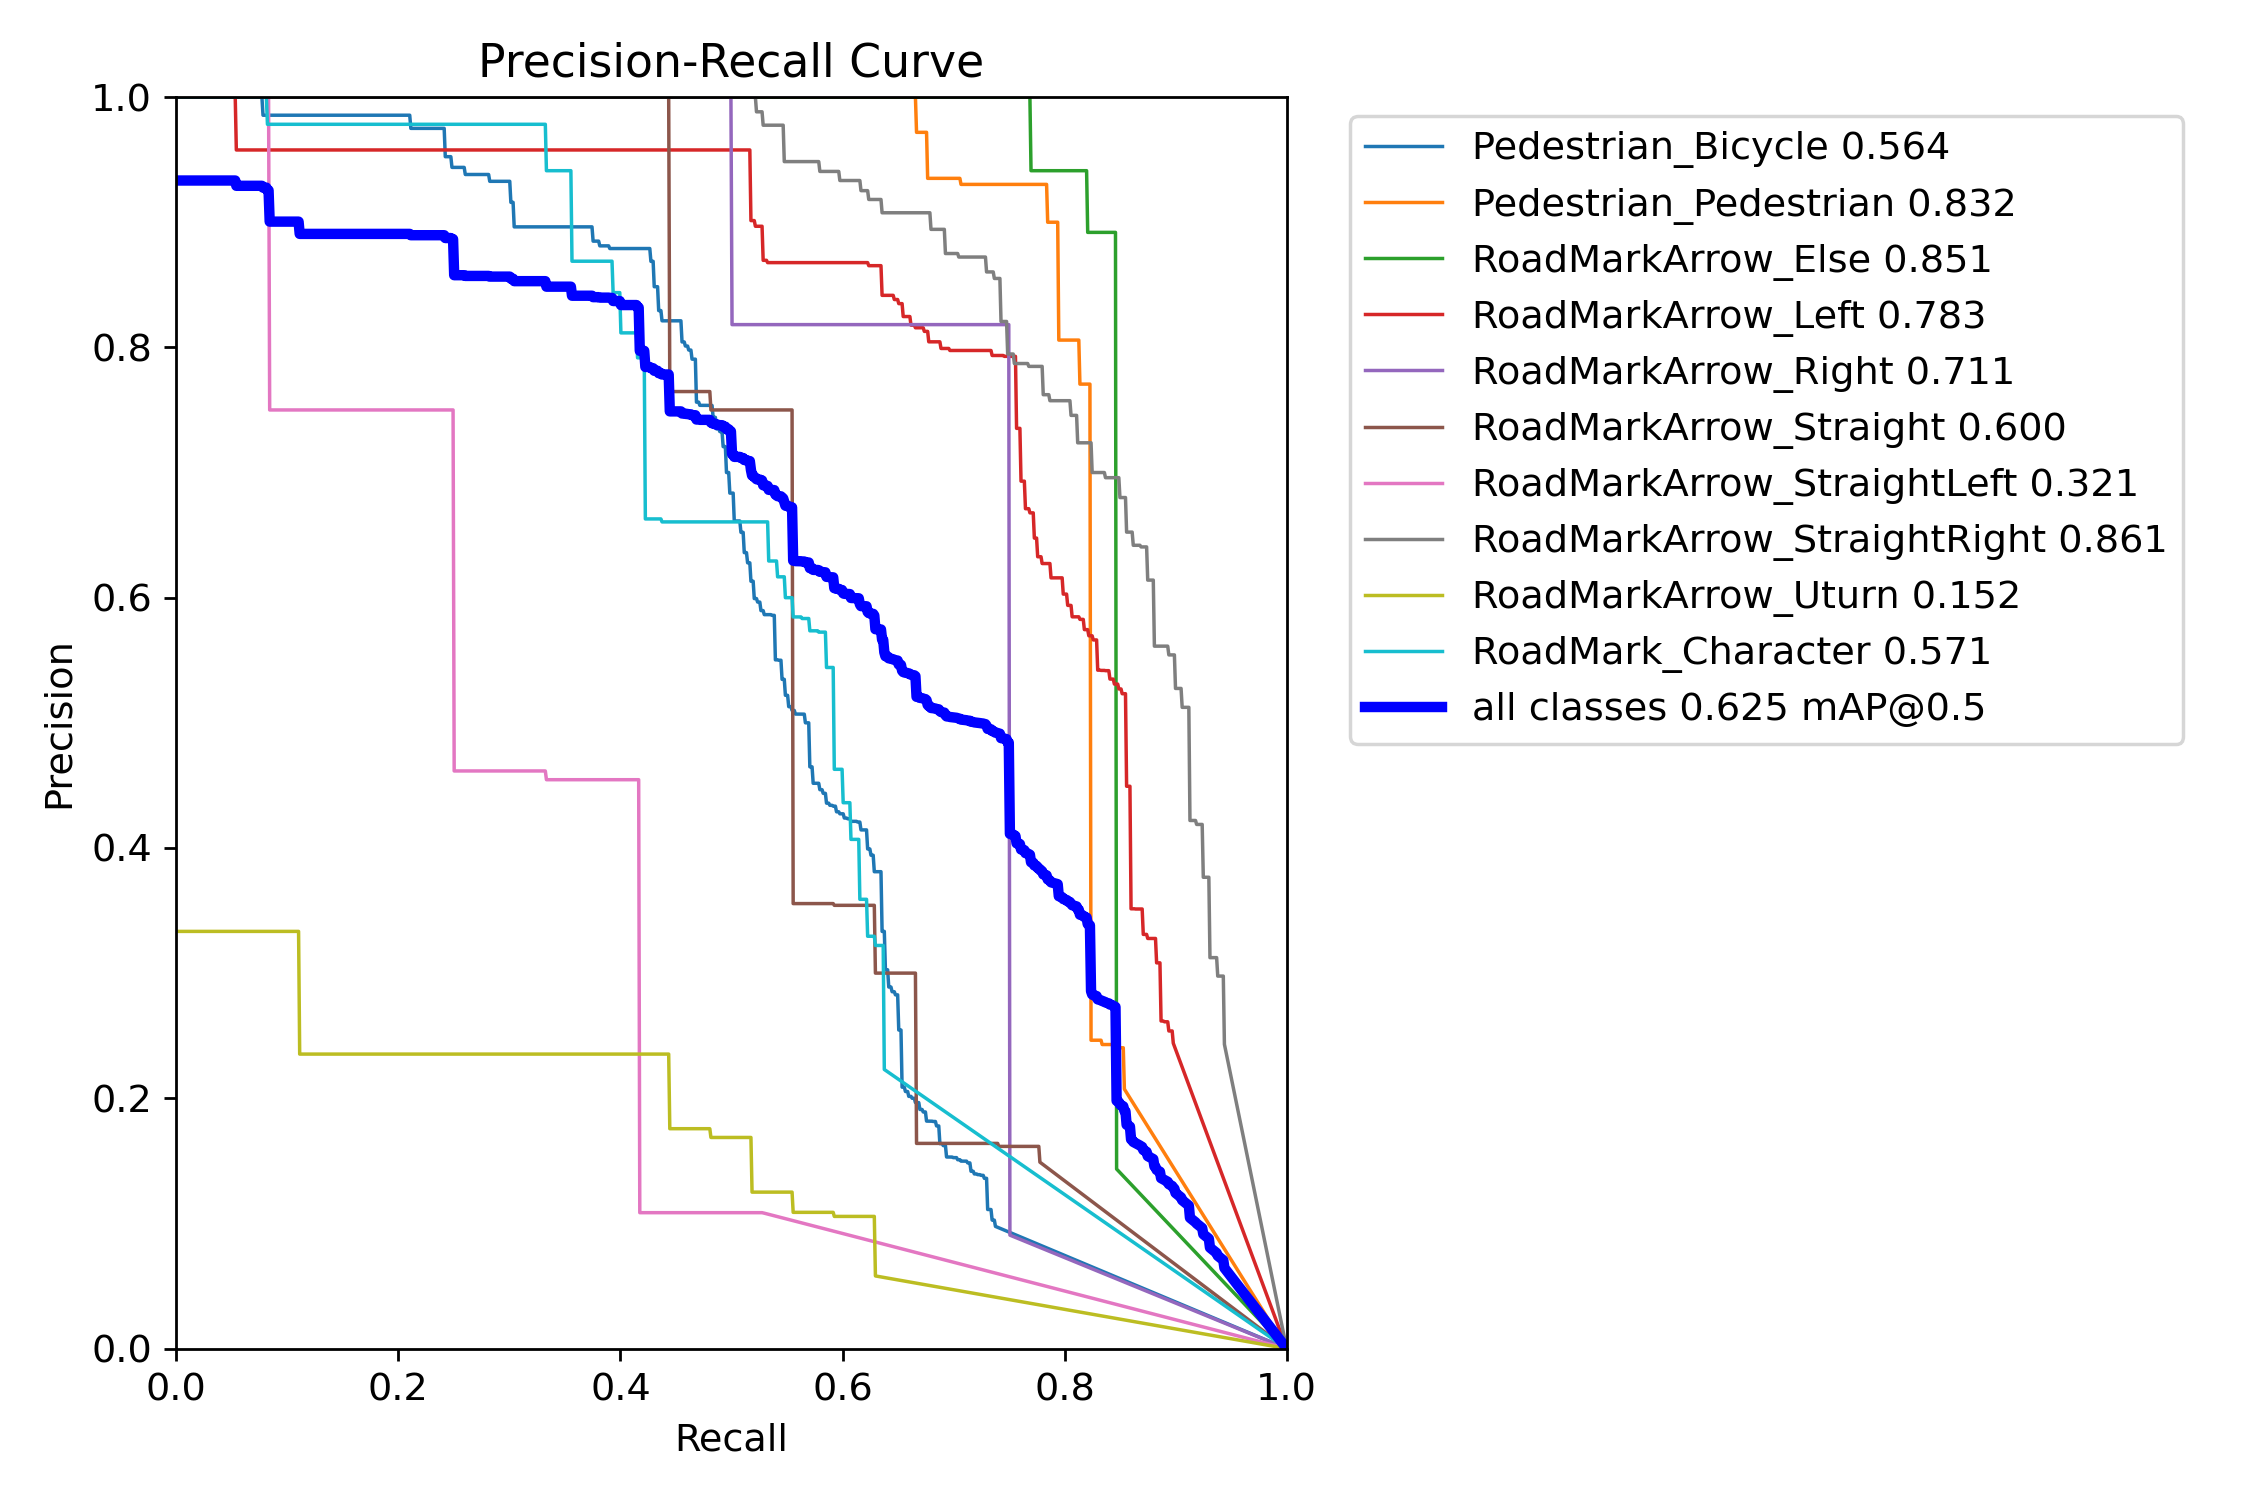 Precision-Recall Curve
1.0
0.8
0.6
0.4
0.2
0.0
Precision
0.0 0.2 0.4 0.6 0.8 1.0
Recall
Pedestrian_Bicycle 0.564
Pedestrian_Pedestrian 0.832
RoadMarkArrow_Else 0.851
RoadMarkArrow_Left 0.783
RoadMarkArrow_Right 0.711
RoadMarkArrow_Straight 0.600
RoadMarkArrow_StraightLeft 0.321
RoadMarkArrow_StraightRight 0.861
RoadMarkArrow_Uturn 0.152
RoadMark_Character 0.571
all classes 0.625 mAP@0.5